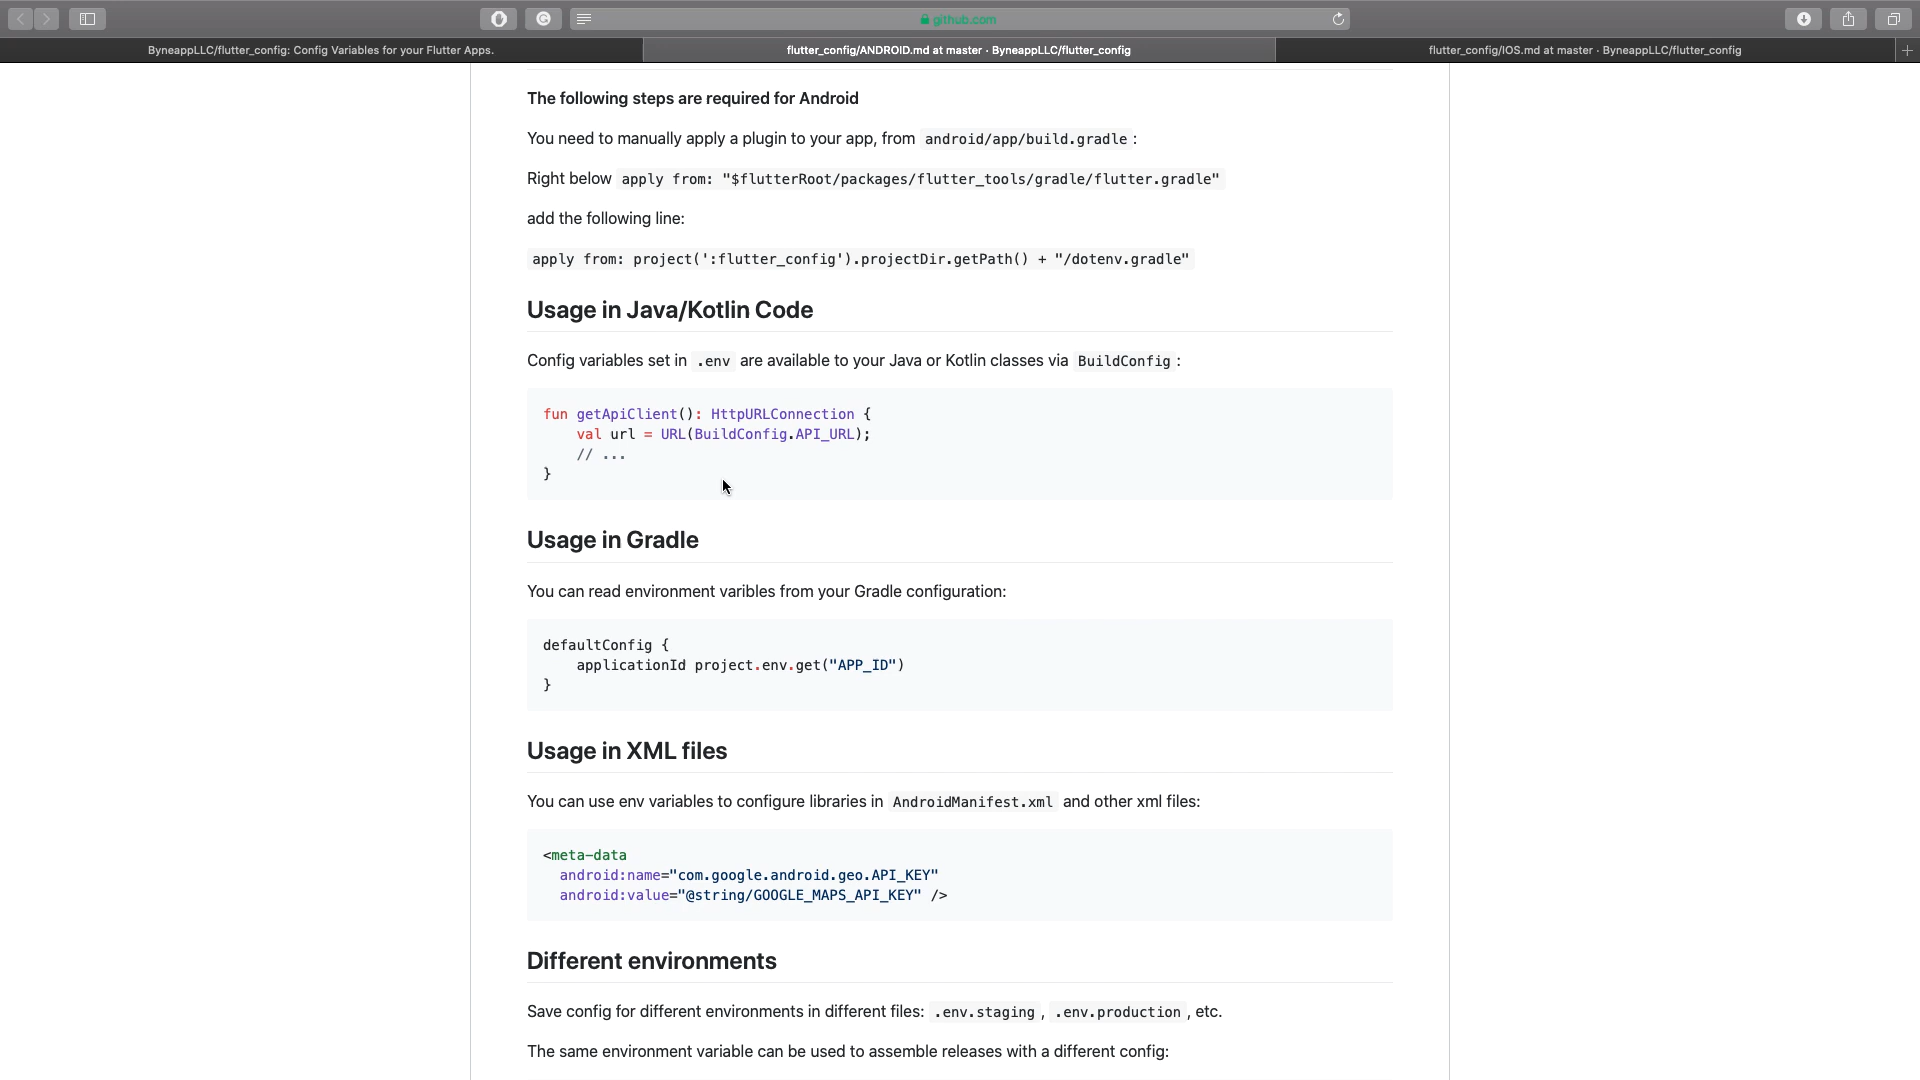 github.com
ByneappLLC/flutter_config: Config Variables for your Flutter Apps.
flutter_config/ANDROID.md at master · ByneappLLC/flutter_config
flutter_config/IOS.md at master · ByneappLLC/flutter_config
The following steps are required for Android
You need to manually apply a plugin to your app, from android/app/build.gradle :
Right below apply from: "$flutterRoot/packages/flutter_tools/gradle/flutter.gradle"
add the following line:
apply from: project(':flutter_config').projectDir.getPath() + "/dotenv.gradle"
Usage in Java/Kotlin Code
Config variables set in .env are available to your Java or Kotlin classes via BuildConfig :
fun getApiClient(): HttpURLConnection {
val url = URL(BuildConfig.API_URL);
// ...
}
Usage in Gradle
You can read environment varibles from your Gradle configuration:
defaultConfig {
applicationId project.env.get("APP_ID")
}
Usage in XML files
You can use env variables to configure libraries in AndroidManifest.xml and other xml files:
<meta-data
android:name="com.google.android.geo.API_KEY"
android:value="@string/GOOGLE_MAPS_API_KEY" />
Different environments
Save config for different environments in different files: .env.staging , .env.production , etc.
The same environment variable can be used to assemble releases with a different config: